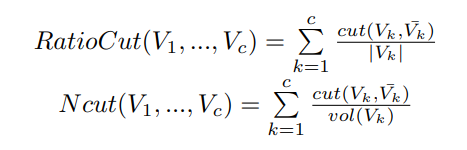 RatioCut(V_1, ..., V_c) = \sum_{k=1}^{c} \frac{cut(V_k, \bar{V_k})}{|V_k|}
Ncut(V_1, ..., V_c) = \sum_{k=1}^{c} \frac{cut(V_k, \bar{V_k})}{vol(V_k)}